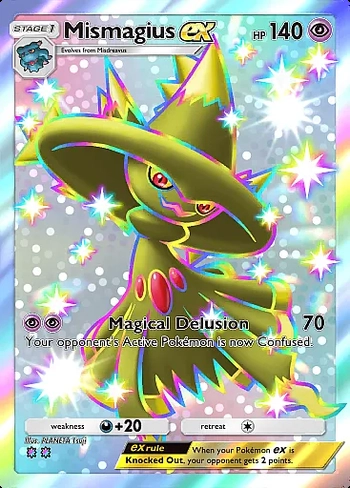 STAGE 1 Mismagius ex HP 140
Evolves from Misdreavus
Magical Delusion 70
Your opponent's Active Pokémon is now Confused.
weakness +20 retreat
Illus. PLANETA Tsuji
ex rule When your Pokémon ex is
Knocked Out, your opponent gets 2 points.